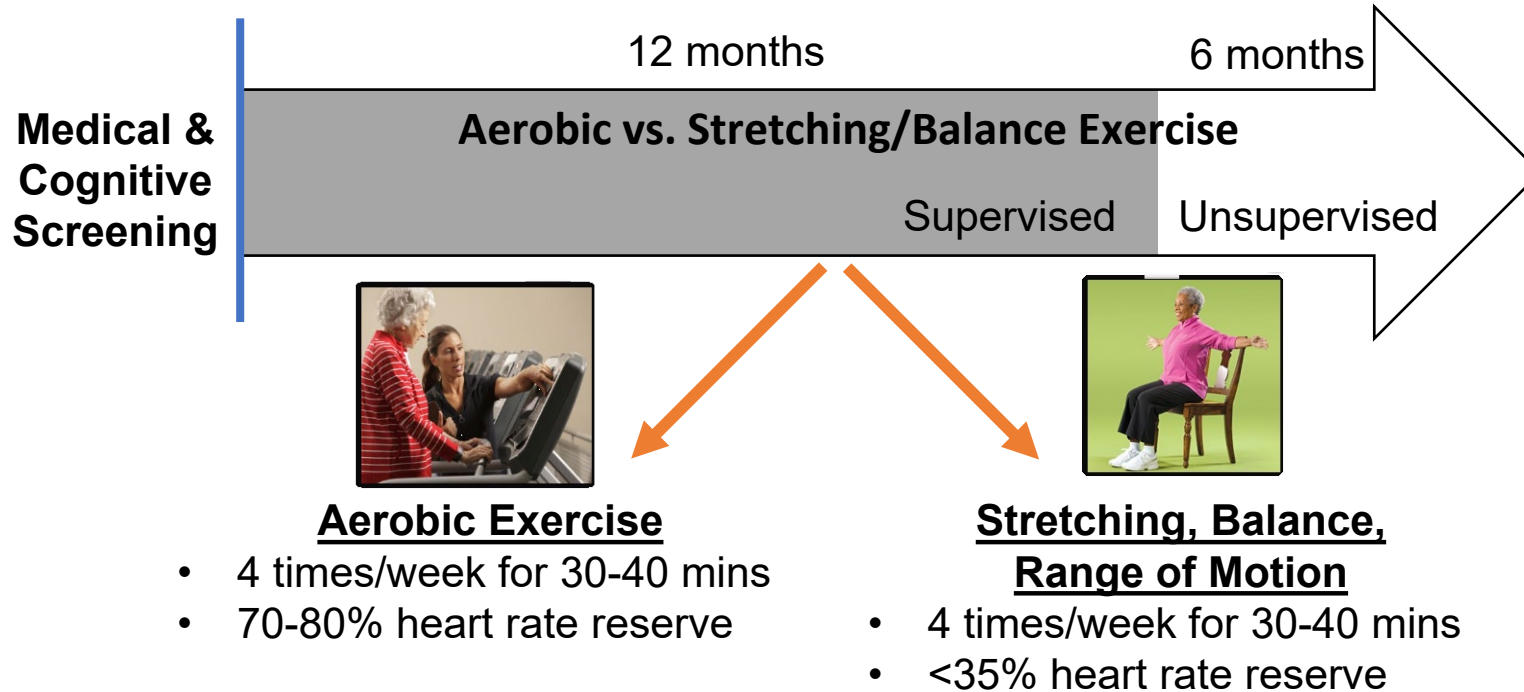 12 months
6 months
Medical &
Cognitive
Screening
Aerobic vs. Stretching/Balance Exercise
Supervised
Unsupervised
Aerobic Exercise
• 4 times/week for 30-40 mins
• 70-80% heart rate reserve
Stretching, Balance,
Range of Motion
• 4 times/week for 30-40 mins
• <35% heart rate reserve